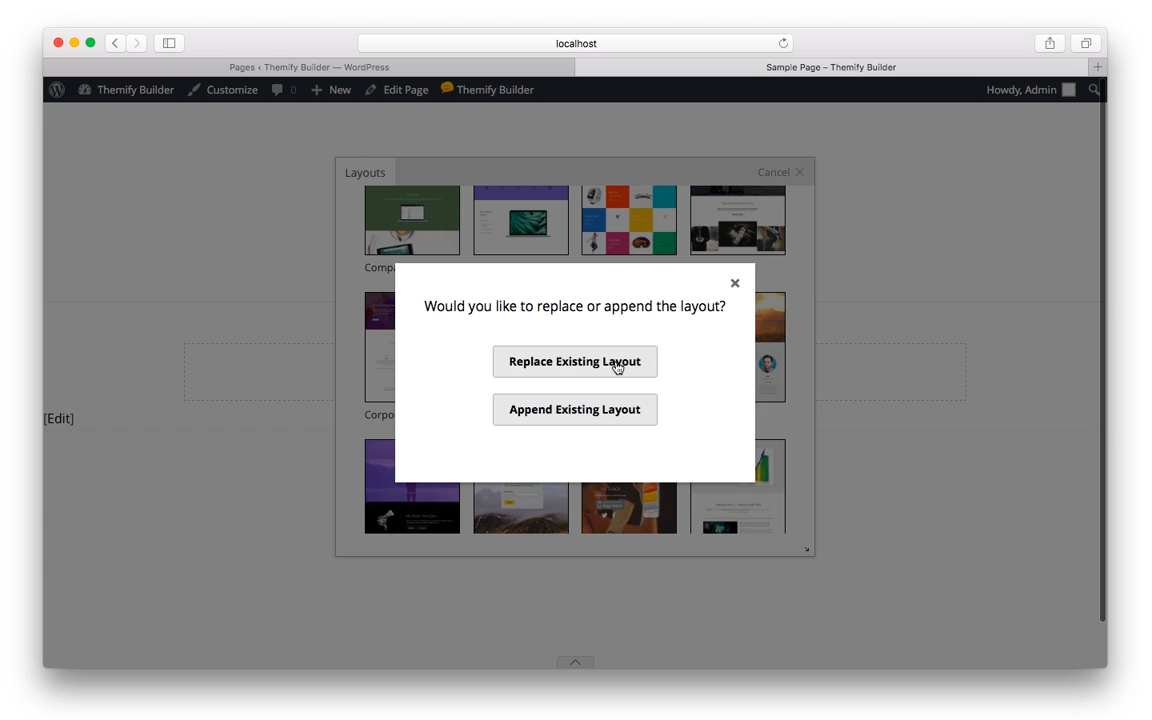 localhost
Pages ‹ Themify Builder — WordPress
Sample Page – Themify Builder
Themify Builder Customize 0 New Edit Page Themify Builder Howdy, Admin
Layouts Cancel
Would you like to replace or append the layout?
Replace Existing Layout
Append Existing Layout
[Edit]